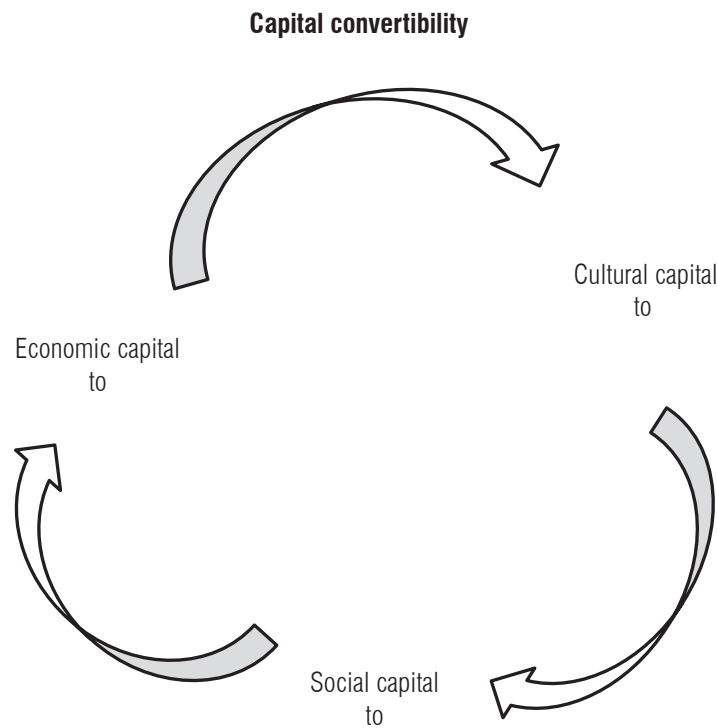 Capital convertibility
Cultural capital
to
Economic capital
to
Social capital
to